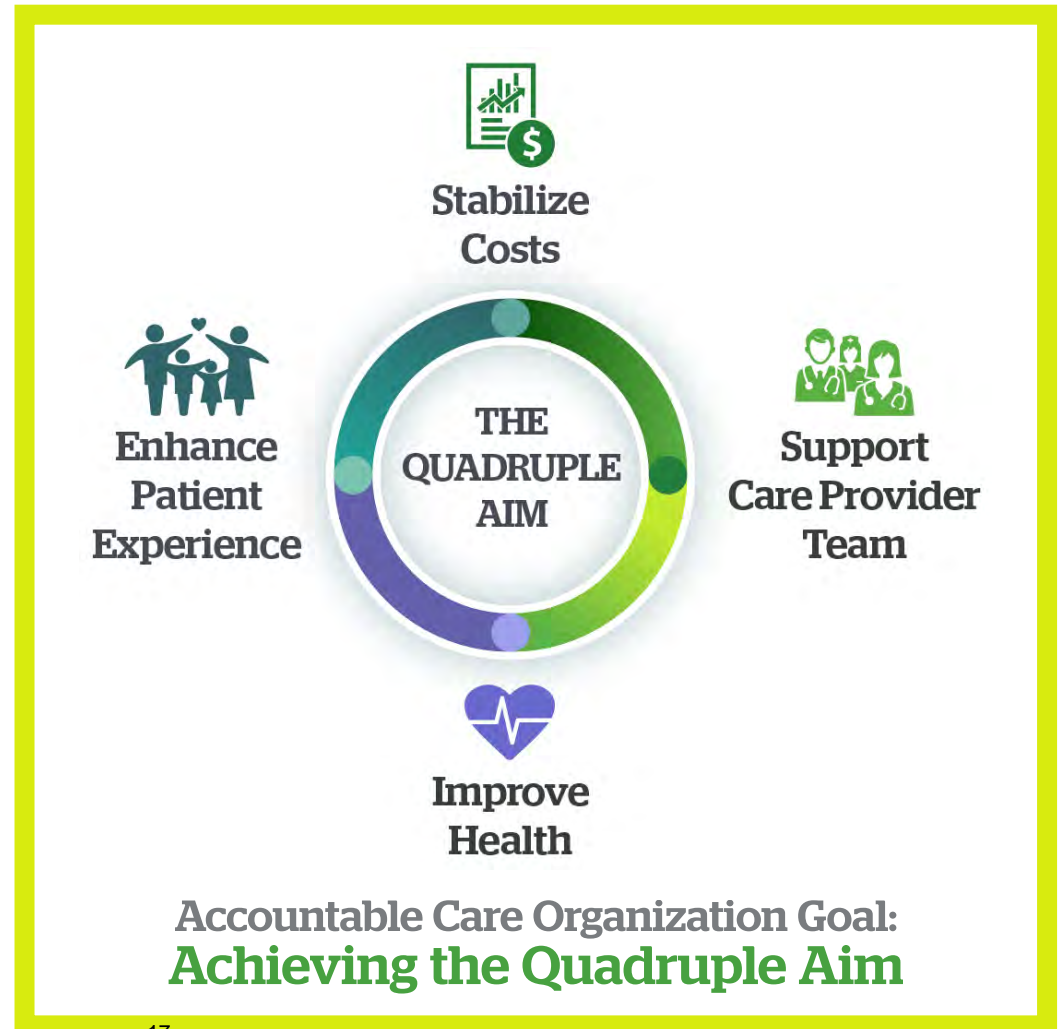 $
Stabilize
Costs
Enhance
Patient
Experience
THE
QUADRUPLE
AIM
Support
Care Provider
Team
Improve
Health
Accountable Care Organization Goal:
Achieving the Quadruple Aim